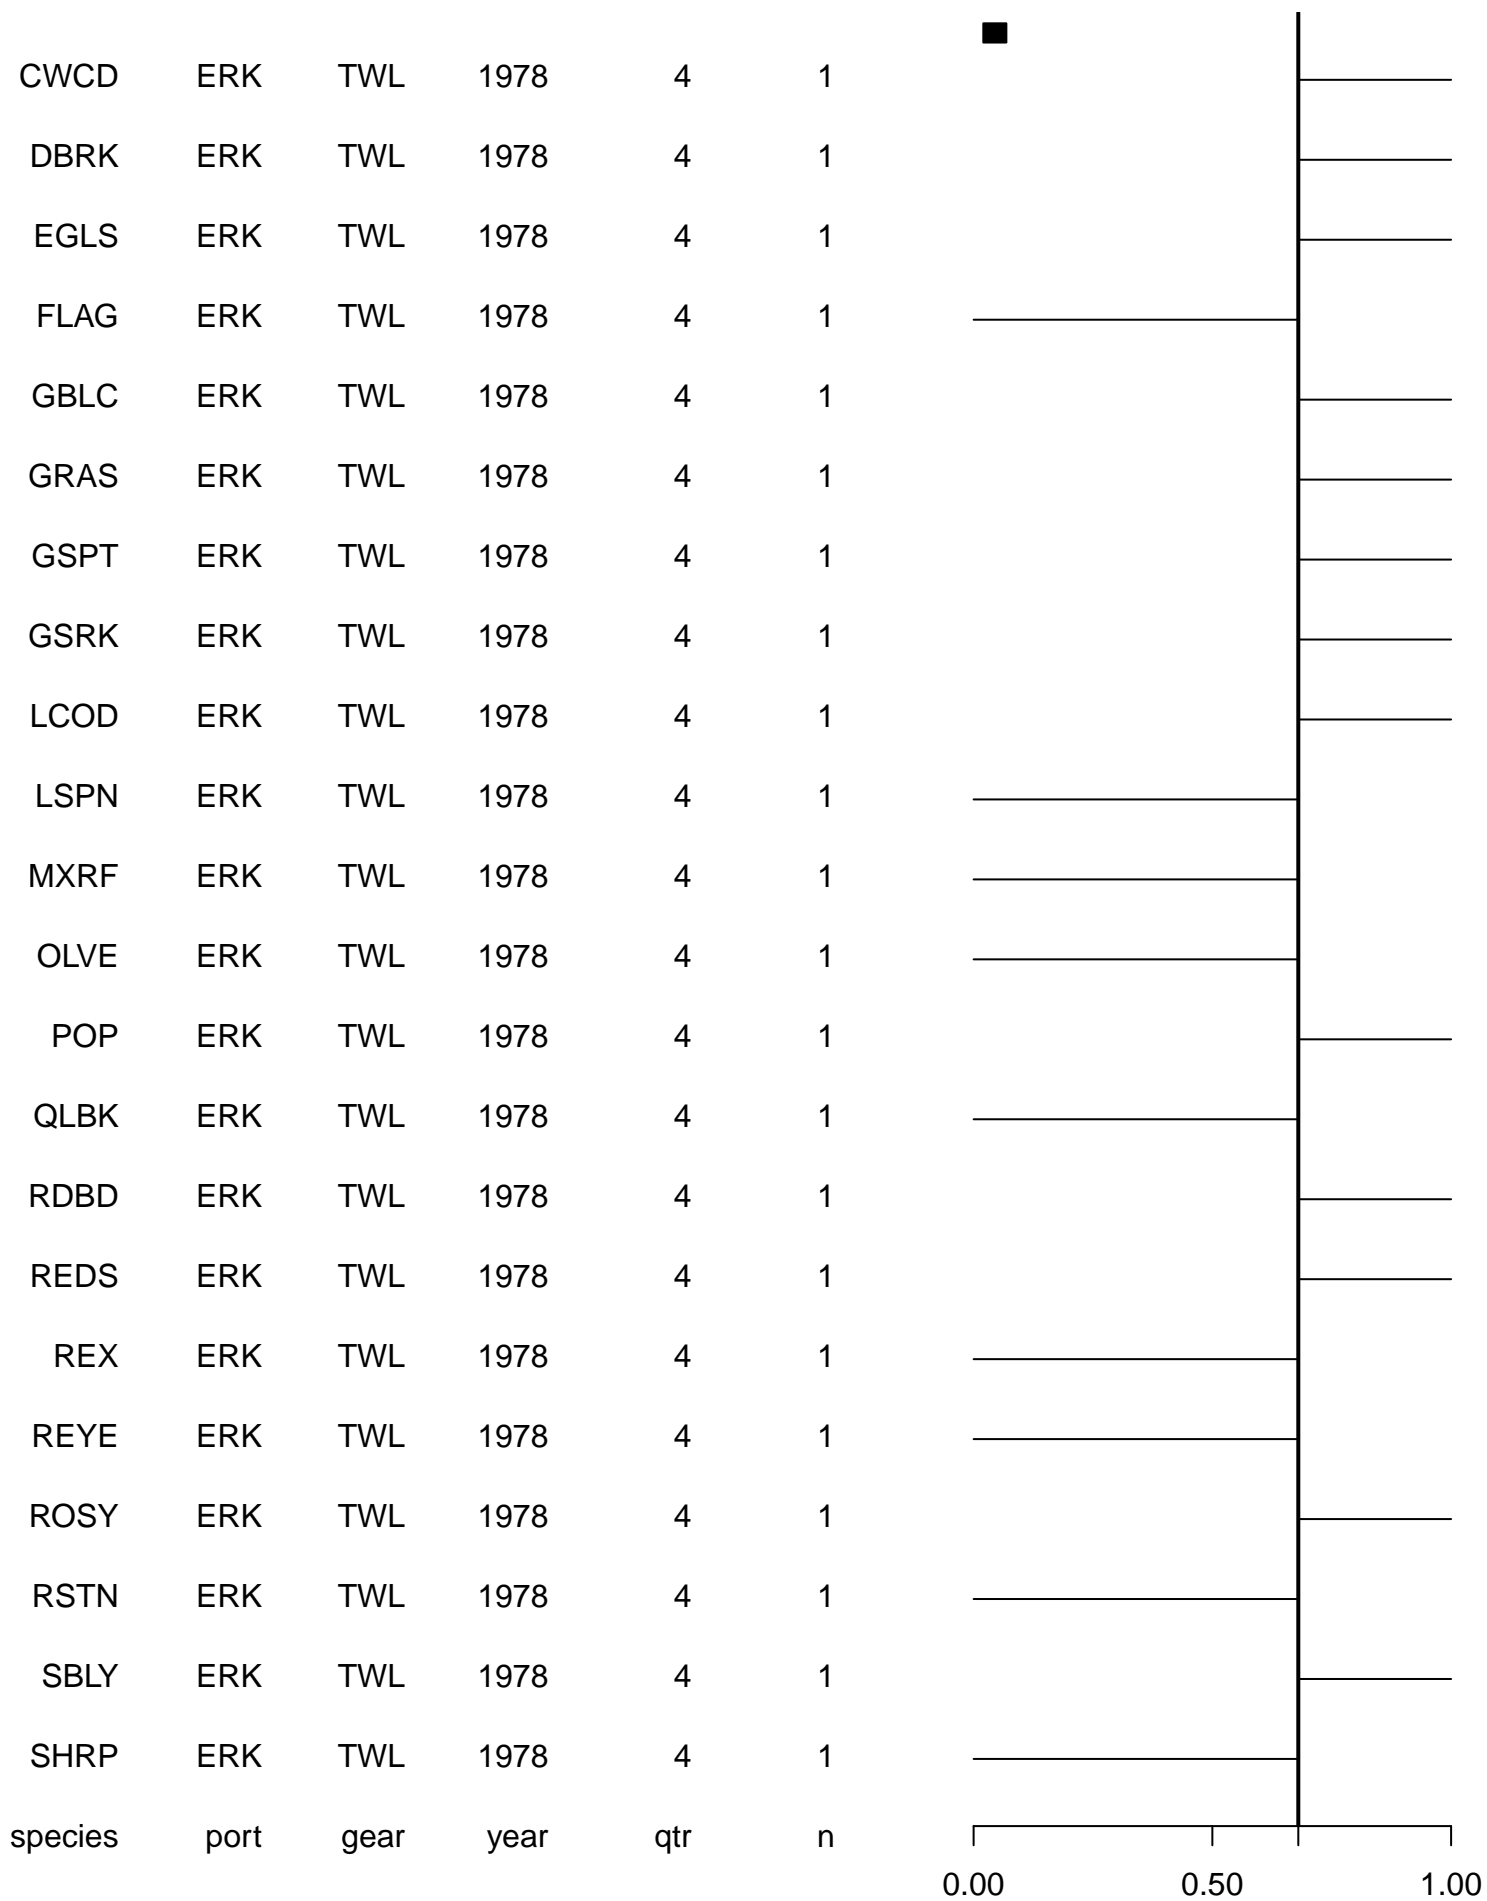 CWCD ERK TWL 1978 4 1
DBRK ERK TWL 1978 4 1
EGLS ERK TWL 1978 4 1
FLAG ERK TWL 1978 4 1
GBLC ERK TWL 1978 4 1
GRAS ERK TWL 1978 4 1
GSPT ERK TWL 1978 4 1
GSRK ERK TWL 1978 4 1
LCOD ERK TWL 1978 4 1
LSPN ERK TWL 1978 4 1
MXRF ERK TWL 1978 4 1
OLVE ERK TWL 1978 4 1
POP ERK TWL 1978 4 1
QLBK ERK TWL 1978 4 1
RDBD ERK TWL 1978 4 1
REDS ERK TWL 1978 4 1
REX ERK TWL 1978 4 1
REYE ERK TWL 1978 4 1
ROSY ERK TWL 1978 4 1
RSTN ERK TWL 1978 4 1
SBLY ERK TWL 1978 4 1
SHRP ERK TWL 1978 4 1
species port gear year qtr n
0.00 0.50 1.00